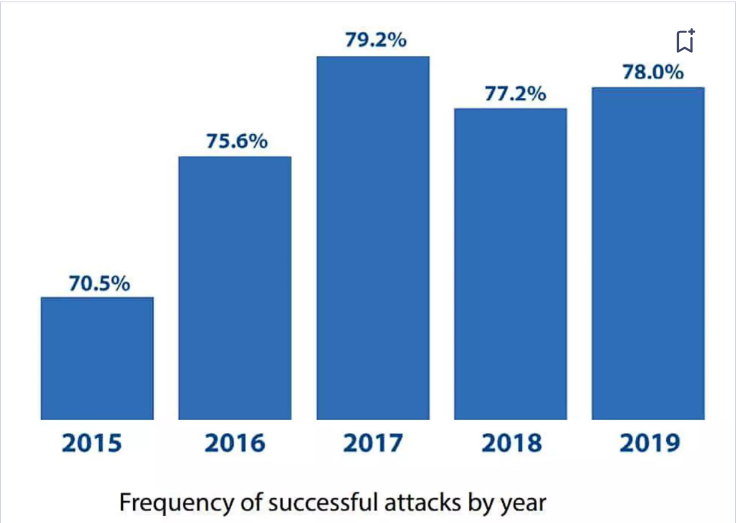 79.2%
78.0%
77.2%
75.6%
70.5%
2015 2016 2017 2018 2019
Frequency of successful attacks by year